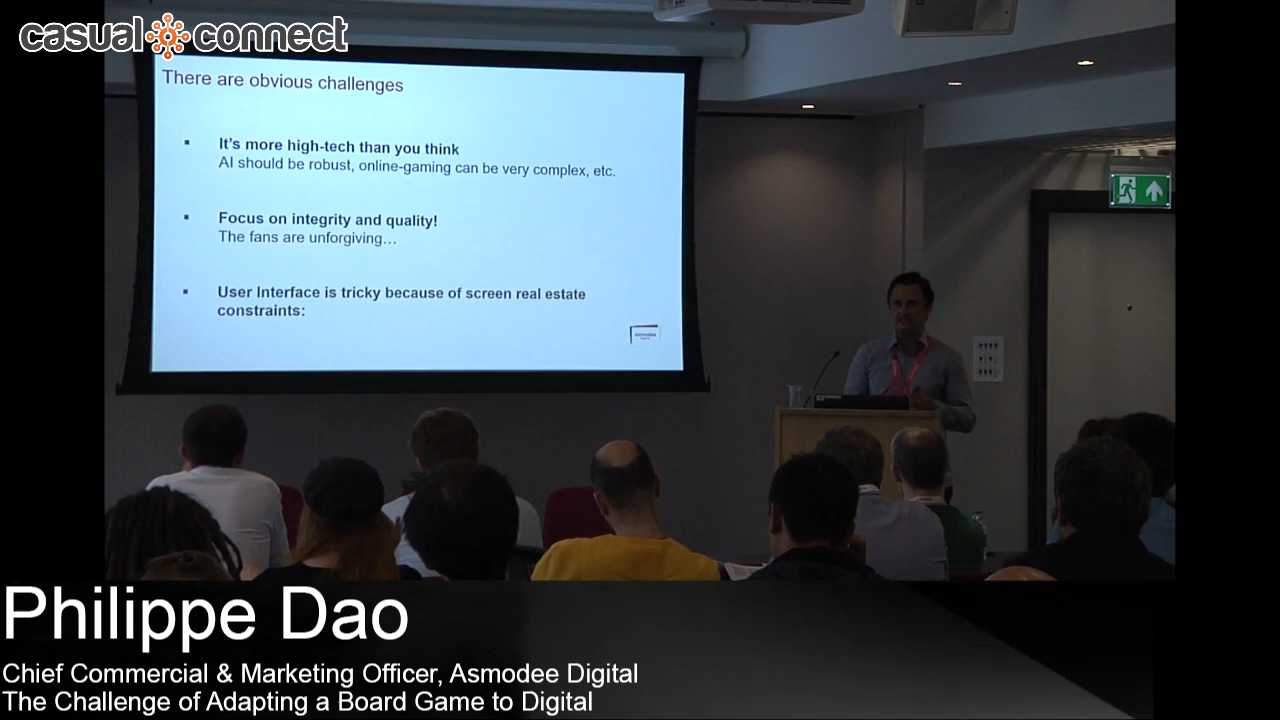 casual connect
There are obvious challenges
▪ It's more high-tech than you think
AI should be robust, online-gaming can be very complex, etc.
▪ Focus on integrity and quality!
The fans are unforgiving…
▪ User Interface is tricky because of screen real estate
constraints:
Philippe Dao
Chief Commercial & Marketing Officer, Asmodee Digital
The Challenge of Adapting a Board Game to Digital